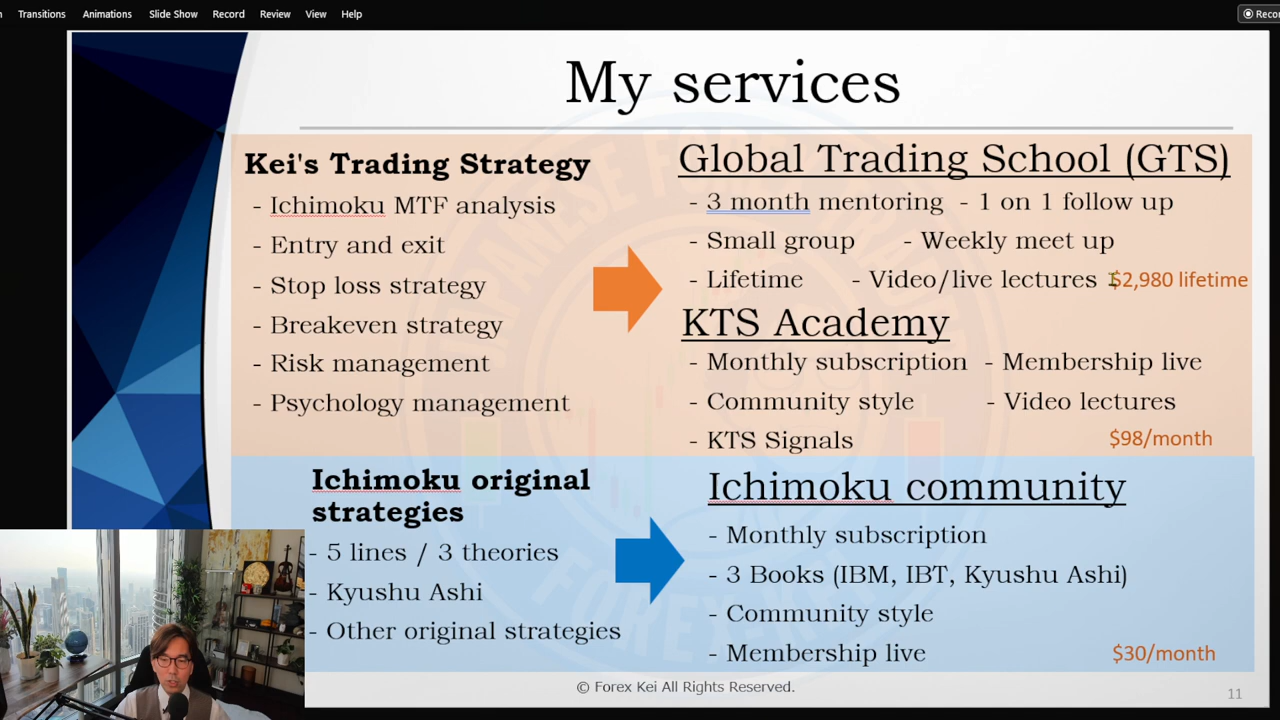 Transitions Animations Slide Show Record Review View Help
My services
Kei's Trading Strategy
- Ichimoku MTF analysis
- Entry and exit
- Stop loss strategy
- Breakeven strategy
- Risk management
- Psychology management
Global Trading School (GTS)
- 3 month mentoring - 1 on 1 follow up
- Small group - Weekly meet up
- Lifetime - Video/live lectures $2,980 lifetime
KTS Academy
- Monthly subscription - Membership live
- Community style - Video lectures
- KTS Signals $98/month
Ichimoku original
strategies
- 5 lines / 3 theories
- Kyushu Ashi
- Other original strategies
Ichimoku community
- Monthly subscription
- 3 Books (IBM, IBT, Kyushu Ashi)
- Community style
- Membership live $30/month
© Forex Kei All Rights Reserved.
11